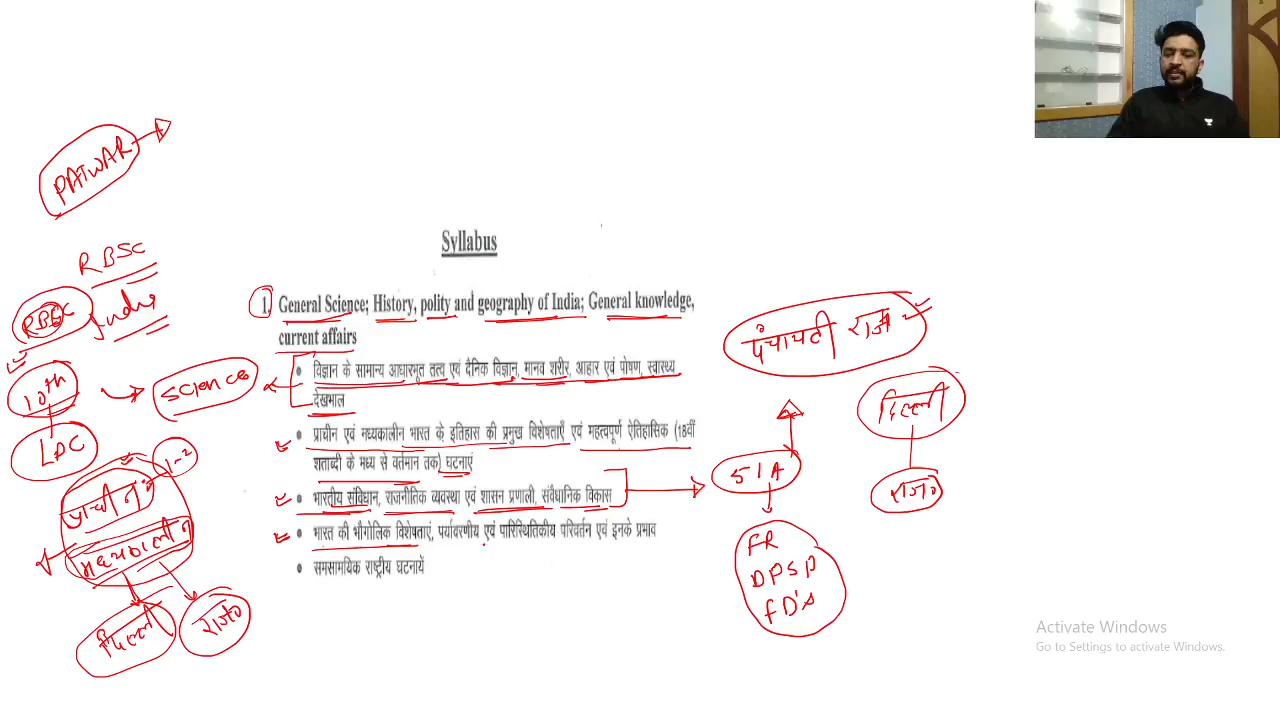 PATWAR
RBSC
India
10th
LDC
Science
प्राचीन
1-2
मध्यकालीन
दिल्ली
राज०
Syllabus
1. General Science; History, polity and geography of India; General knowledge,
current affairs
• विज्ञान के सामान्य आधारभूत तत्व एवं दैनिक विज्ञान, मानव शरीर, आहार एवं पोषण, स्वास्थ्य
देखभाल
• प्राचीन एवं मध्यकालीन भारत के इतिहास की प्रमुख विशेषताएँ एवं महत्वपूर्ण ऐतिहासिक (18वीं
शताब्दी के मध्य से वर्तमान तक) घटनाएं
• भारतीय संविधान, राजनीतिक व्यवस्था एवं शासन प्रणाली, संवैधानिक विकास
• भारत की भौगोलिक विशेषताएं, पर्यावरणीय एवं पारिस्थितिकीय परिवर्तन एवं इनके प्रभाव
• समसामयिक राष्ट्रीय घटनायें
पंचायती राज
दिल्ली
राज०
FR
DPSP
FD's
Activate Windows
Go to Settings to activate Windows.